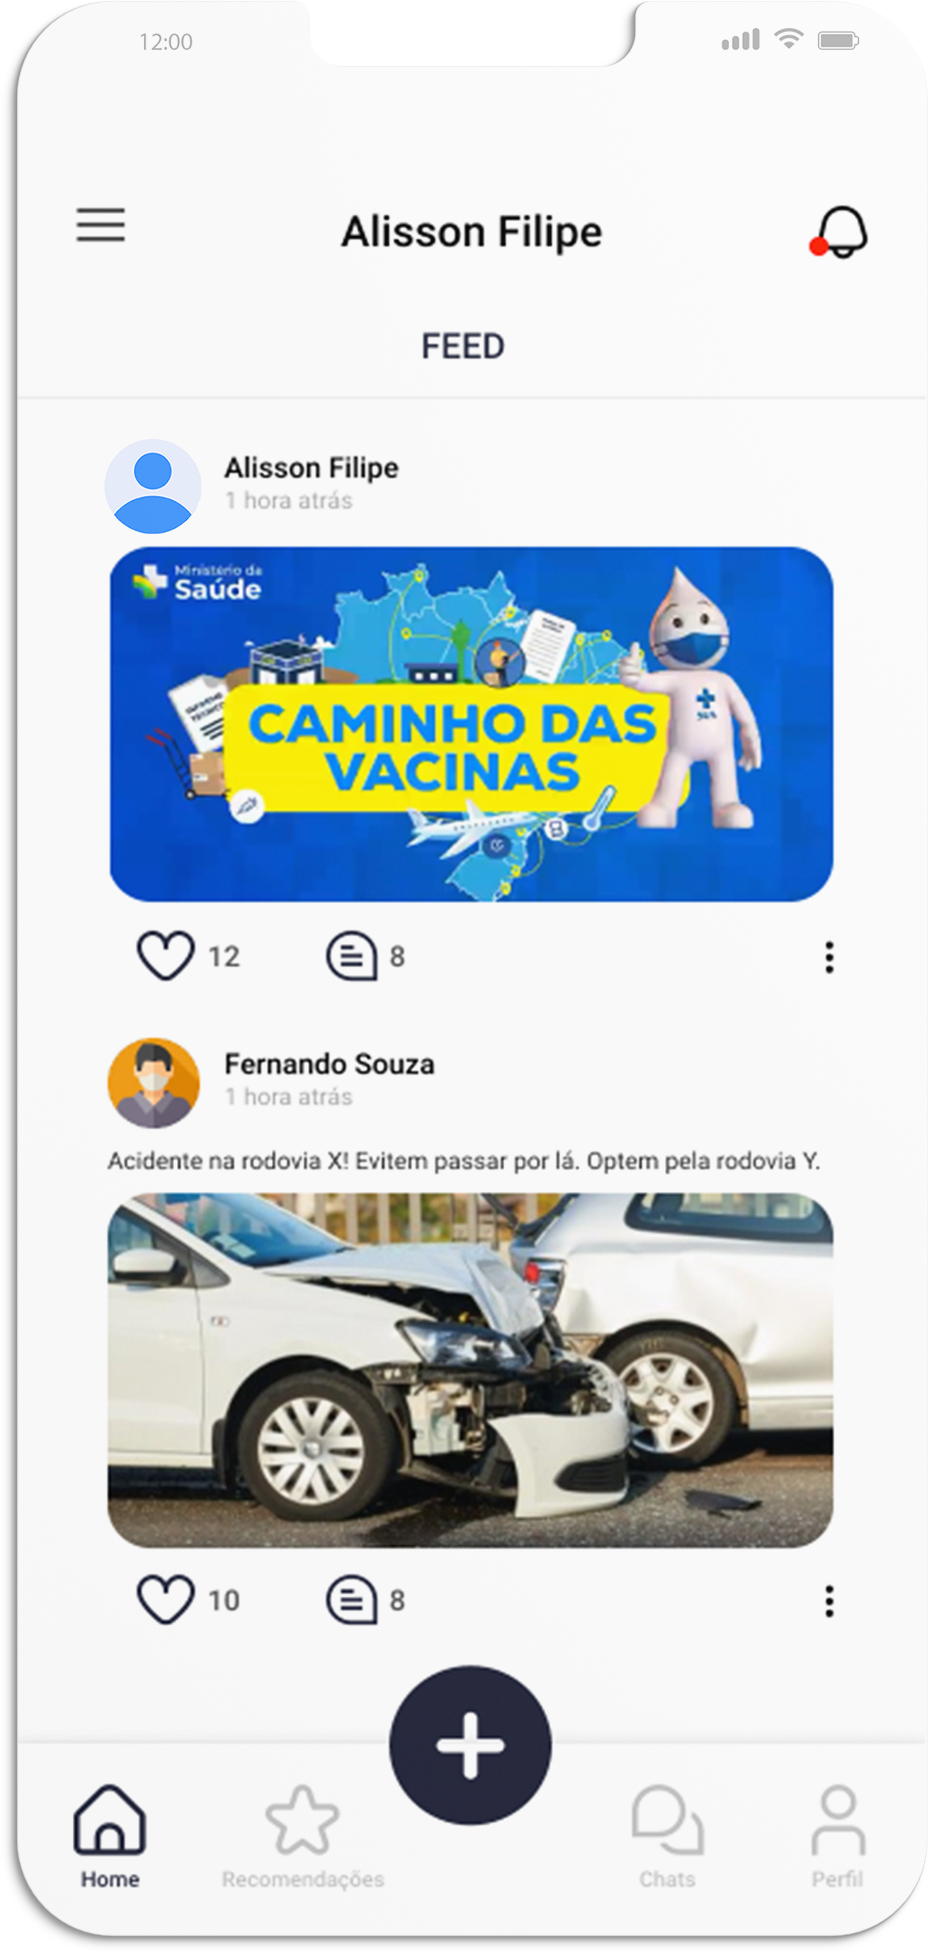 12:00
Alisson Filipe
FEED
Alisson Filipe
1 hora atrás
Ministério da
Saúde
CAMINHO DAS
VACINAS
SUS
12
8
Fernando Souza
1 hora atrás
Acidente na rodovia X! Evitem passar por lá. Optem pela rodovia Y.
10
8
Home
Recomendações
Chats
Perfil